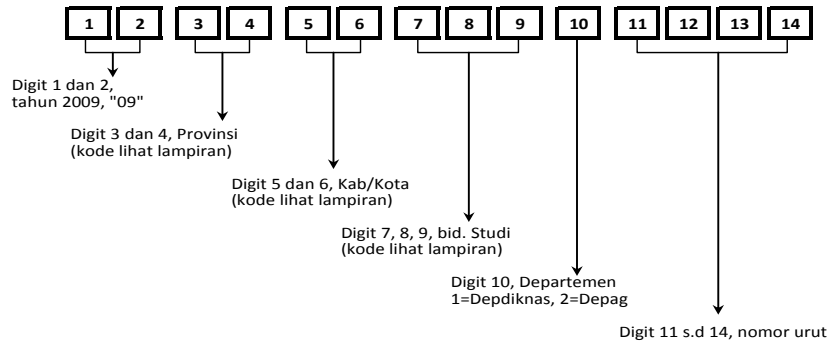 1 2 3 4 5 6 7 8 9 10 11 12 13 14
Digit 1 dan 2,
tahun 2009, "09"
Digit 3 dan 4, Provinsi
(kode lihat lampiran)
Digit 5 dan 6, Kab/Kota
(kode lihat lampiran)
Digit 7, 8, 9, bid. Studi
(kode lihat lampiran)
Digit 10, Departemen
1=Depdiknas, 2=Depag
Digit 11 s.d 14, nomor urut